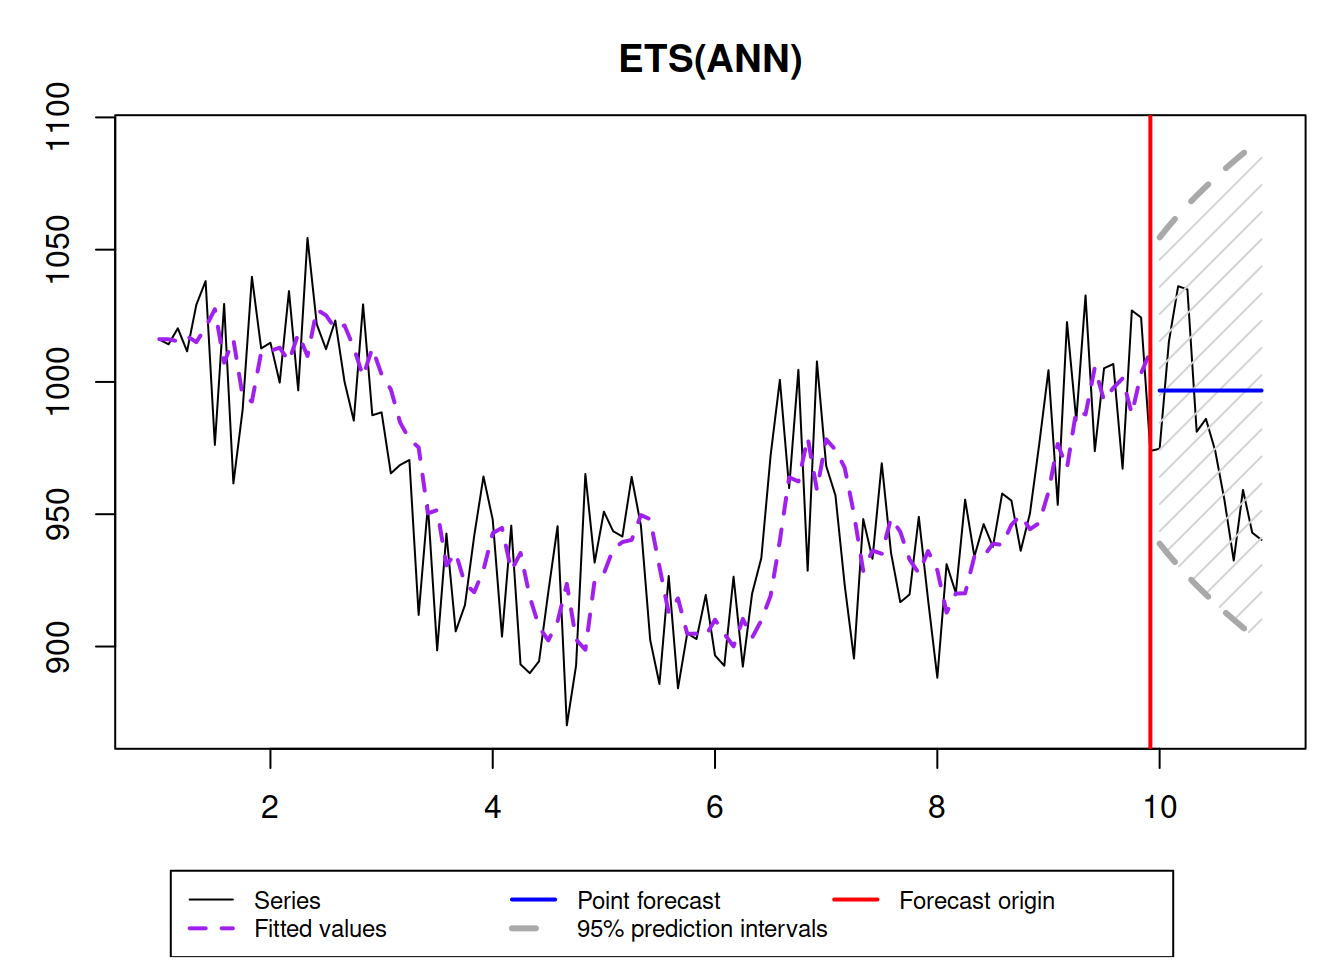 ETS(ANN)
1100
1050
1000
950
900
2 4 6 8 10
Series Point forecast Forecast origin
Fitted values 95% prediction intervals